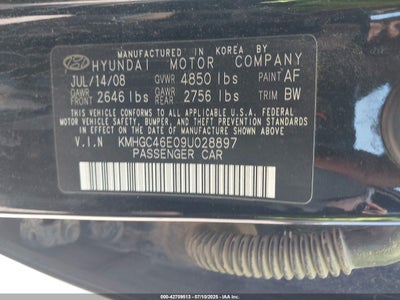 MANUFACTURED IN KOREA BY
HYUNDAI MOTOR COMPANY
JUL/14/08 GVWR 4850 lbs PAINT AF
GAWR FRONT 2646 lbs GAWR REAR 2756 lbs TRIM BW
THIS VEHICLE CONFORMS TO ALL APPLICABLE U.S.A. FEDERAL
MOTOR VEHICLE SAFETY, BUMPER, AND THEFT PREVENTION
STANDARDS IN EFFECT ON THE DATE OF MANUFACTURE SHOWN ABOVE.
V.I.N KMHGC46E09U028897
PASSENGER CAR
000-42709513 - 07/10/2025 - IAAI.COM